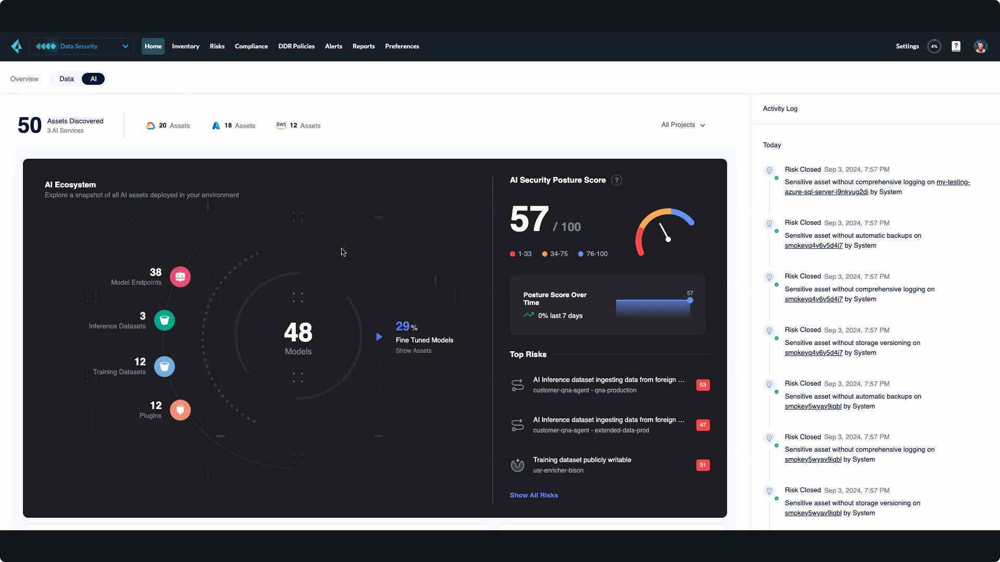 Data Security
Home
Inventory
Risks
Compliance
DDR Policies
Alerts
Reports
Preferences
Settings
4%
?
Overview
Data
AI
50
Assets Discovered
3 AI Services
20 Assets
18 Assets
aws 12 Assets
All Projects
AI Ecosystem
Explore a snapshot of all AI assets deployed in your environment
38
Model Endpoints
3
Inference Datasets
12
Training Datasets
12
Plugins
48
Models
29%
Fine Tuned Models
Show Assets
AI Security Posture Score ?
57 / 100
1-33
34-75
76-100
Posture Score Over
Time
0% last 7 days
57
Top Risks
AI Inference dataset ingesting data from foreign ...
customer-qna-agent - qna-production
53
AI Inference dataset ingesting data from foreign ...
customer-qna-agent - extended-data-prod
47
Training dataset publicly writable
usr-enricher-bison
31
Show All Risks
Activity Log
Today
Risk Closed Sep 3, 2024, 7:57 PM
Sensitive asset without comprehensive logging on my-testing-
azure-sql-server-j9nkyug2di by System
Risk Closed Sep 3, 2024, 7:57 PM
Sensitive asset without automatic backups on
smokeyq4v6v5d4j7 by System
Risk Closed Sep 3, 2024, 7:57 PM
Sensitive asset without comprehensive logging on
smokeyq4v6v5d4j7 by System
Risk Closed Sep 3, 2024, 7:57 PM
Sensitive asset without storage versioning on
smokeyq4v6v5d4j7 by System
Risk Closed Sep 3, 2024, 7:57 PM
Sensitive asset without automatic backups on
smokey5wyav9iqbl by System
Risk Closed Sep 3, 2024, 7:57 PM
Sensitive asset without comprehensive logging on
smokey5wyav9iqbl by System
Risk Closed Sep 3, 2024, 7:57 PM
Sensitive asset without storage versioning on
smokey5wyav9iqbl by System